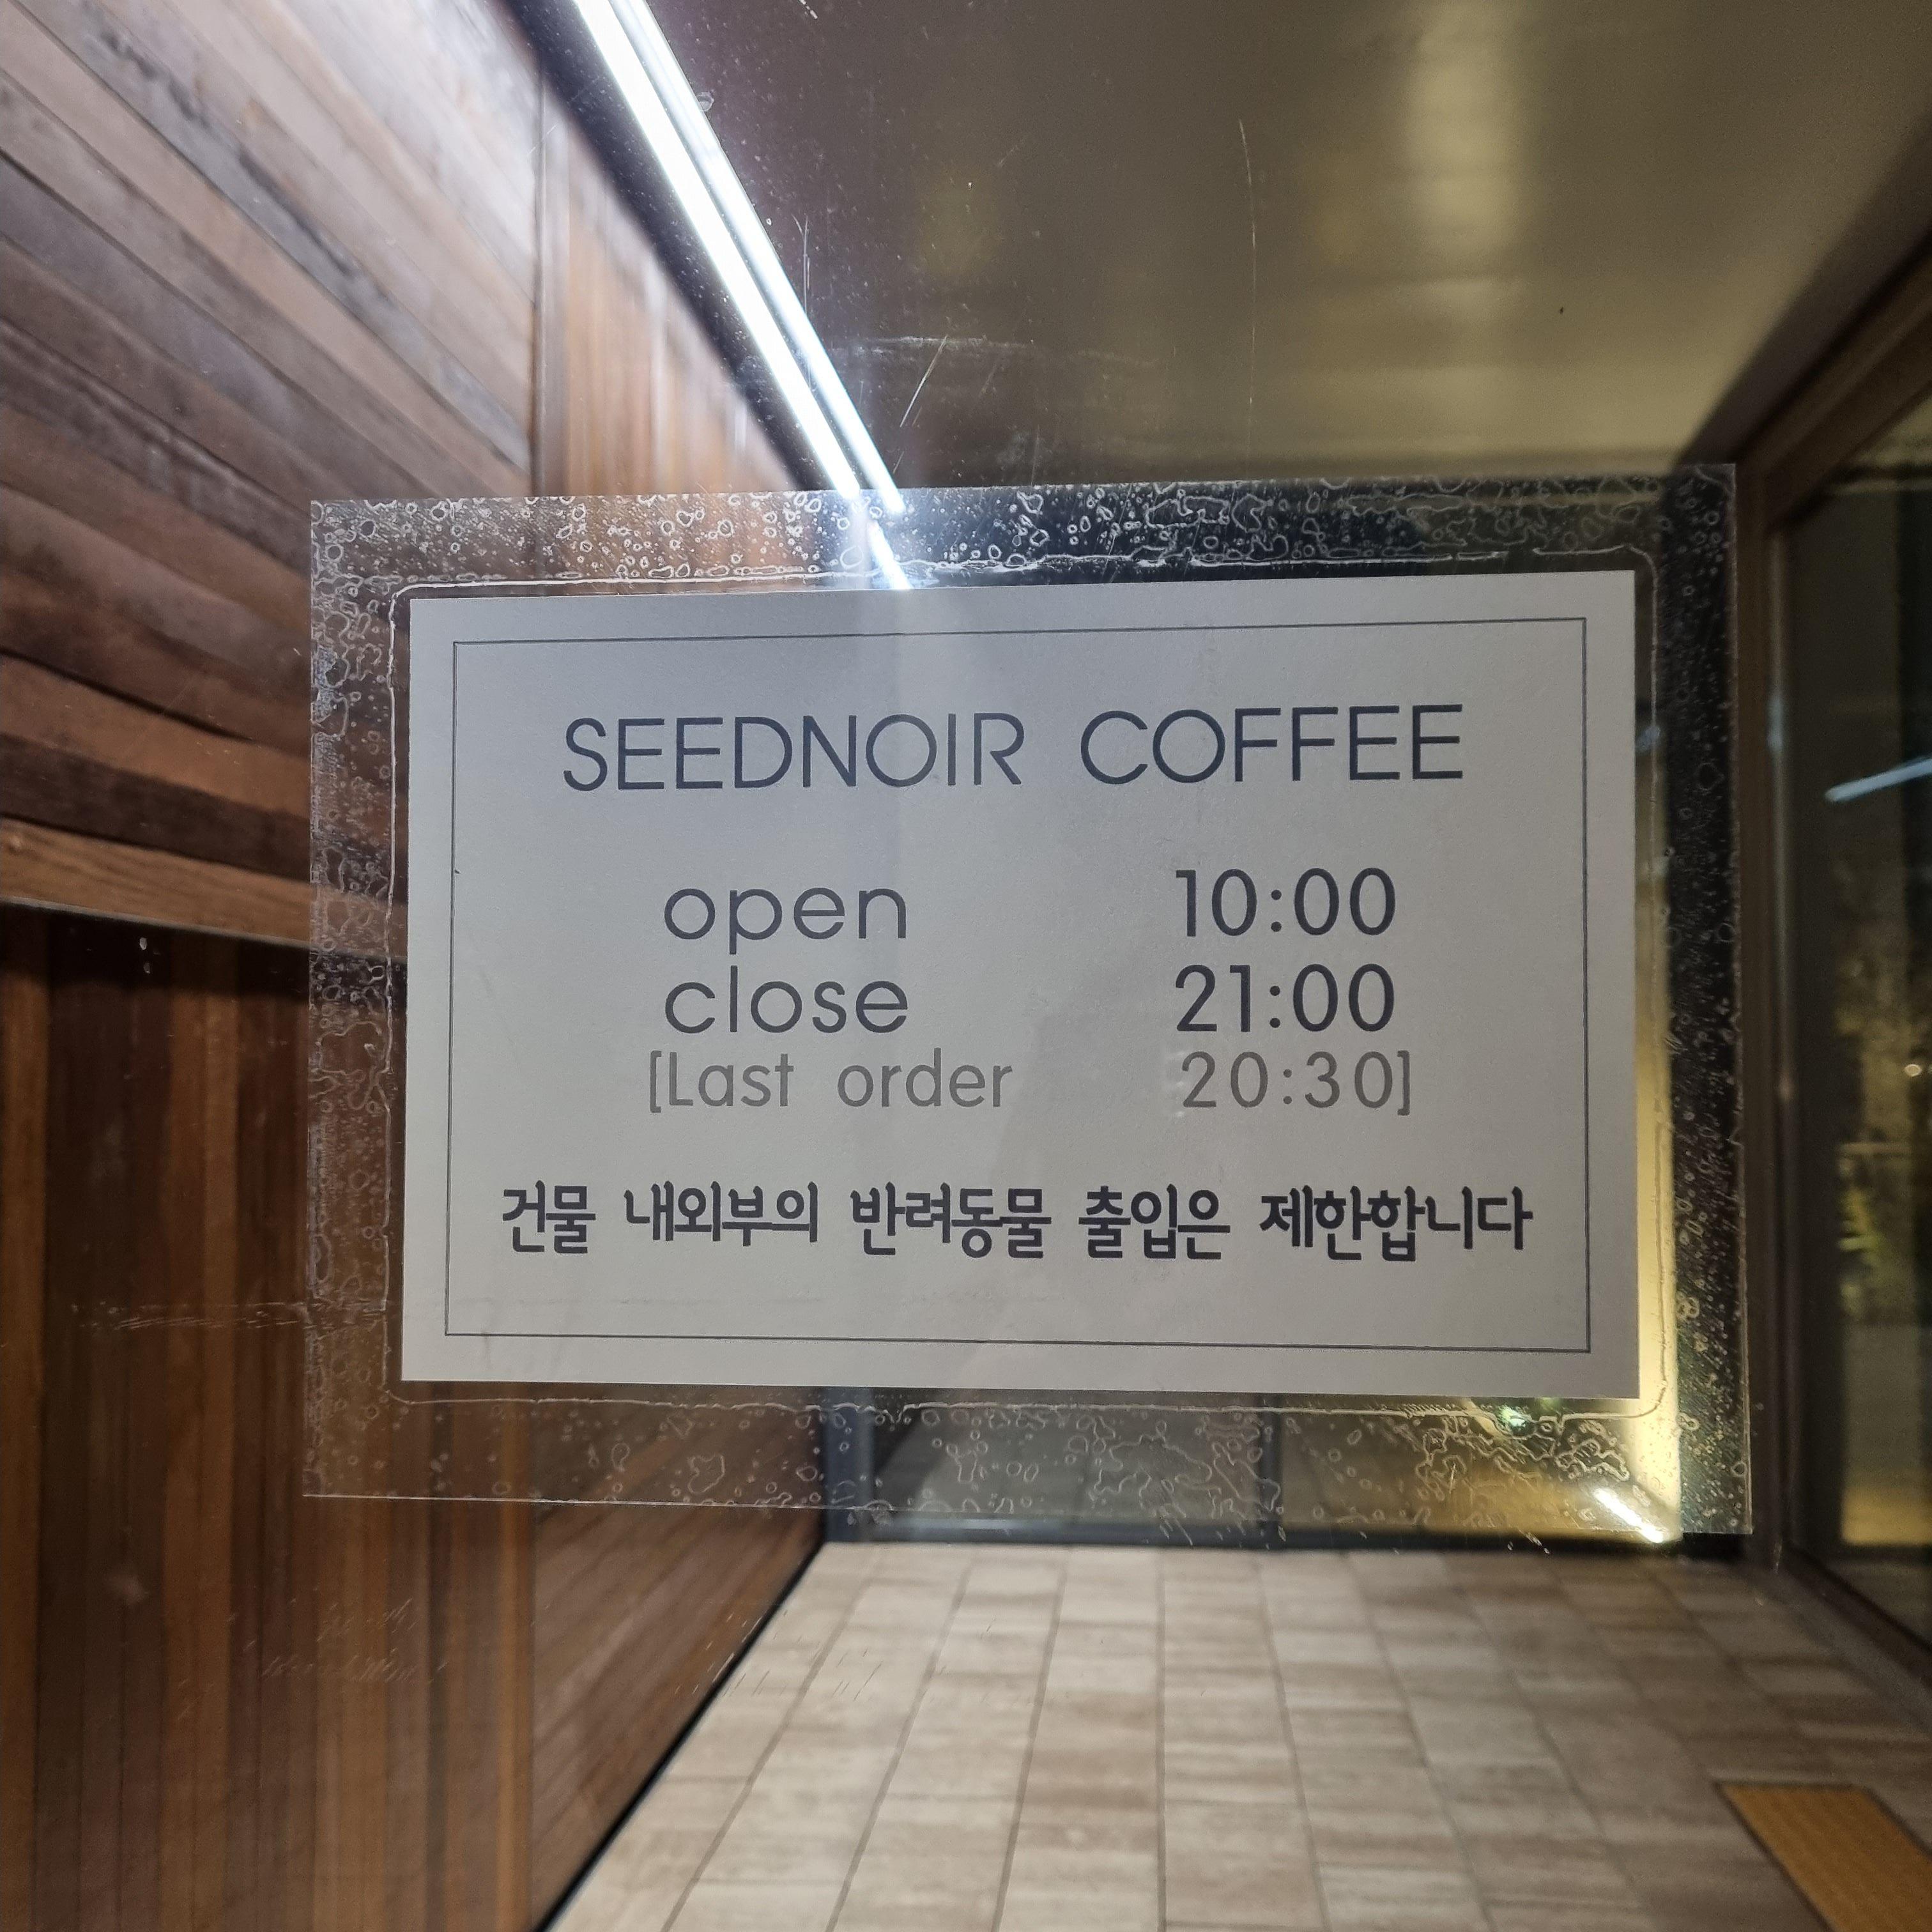 SEEDNOIR COFFEE
open 10:00
close 21:00
[Last order 20:30]
건물 내외부의 반려동물 출입은 제한합니다